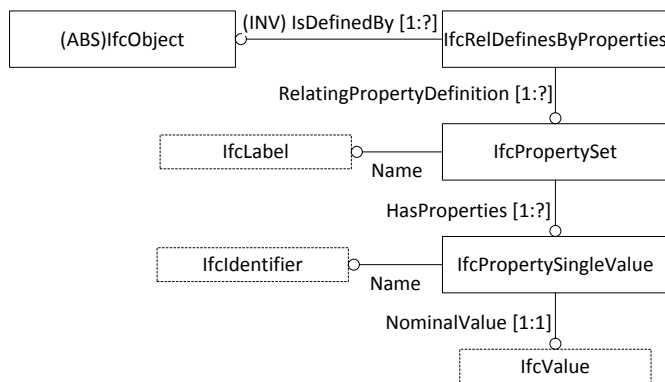 (ABS)IfcObject
(INV) IsDefinedBy [1:?]
IfcRelDefinesByProperties
RelatingPropertyDefinition [1:?]
IfcLabel
Name
IfcPropertySet
HasProperties [1:?]
IfcIdentifier
Name
IfcPropertySingleValue
NominalValue [1:1]
IfcValue